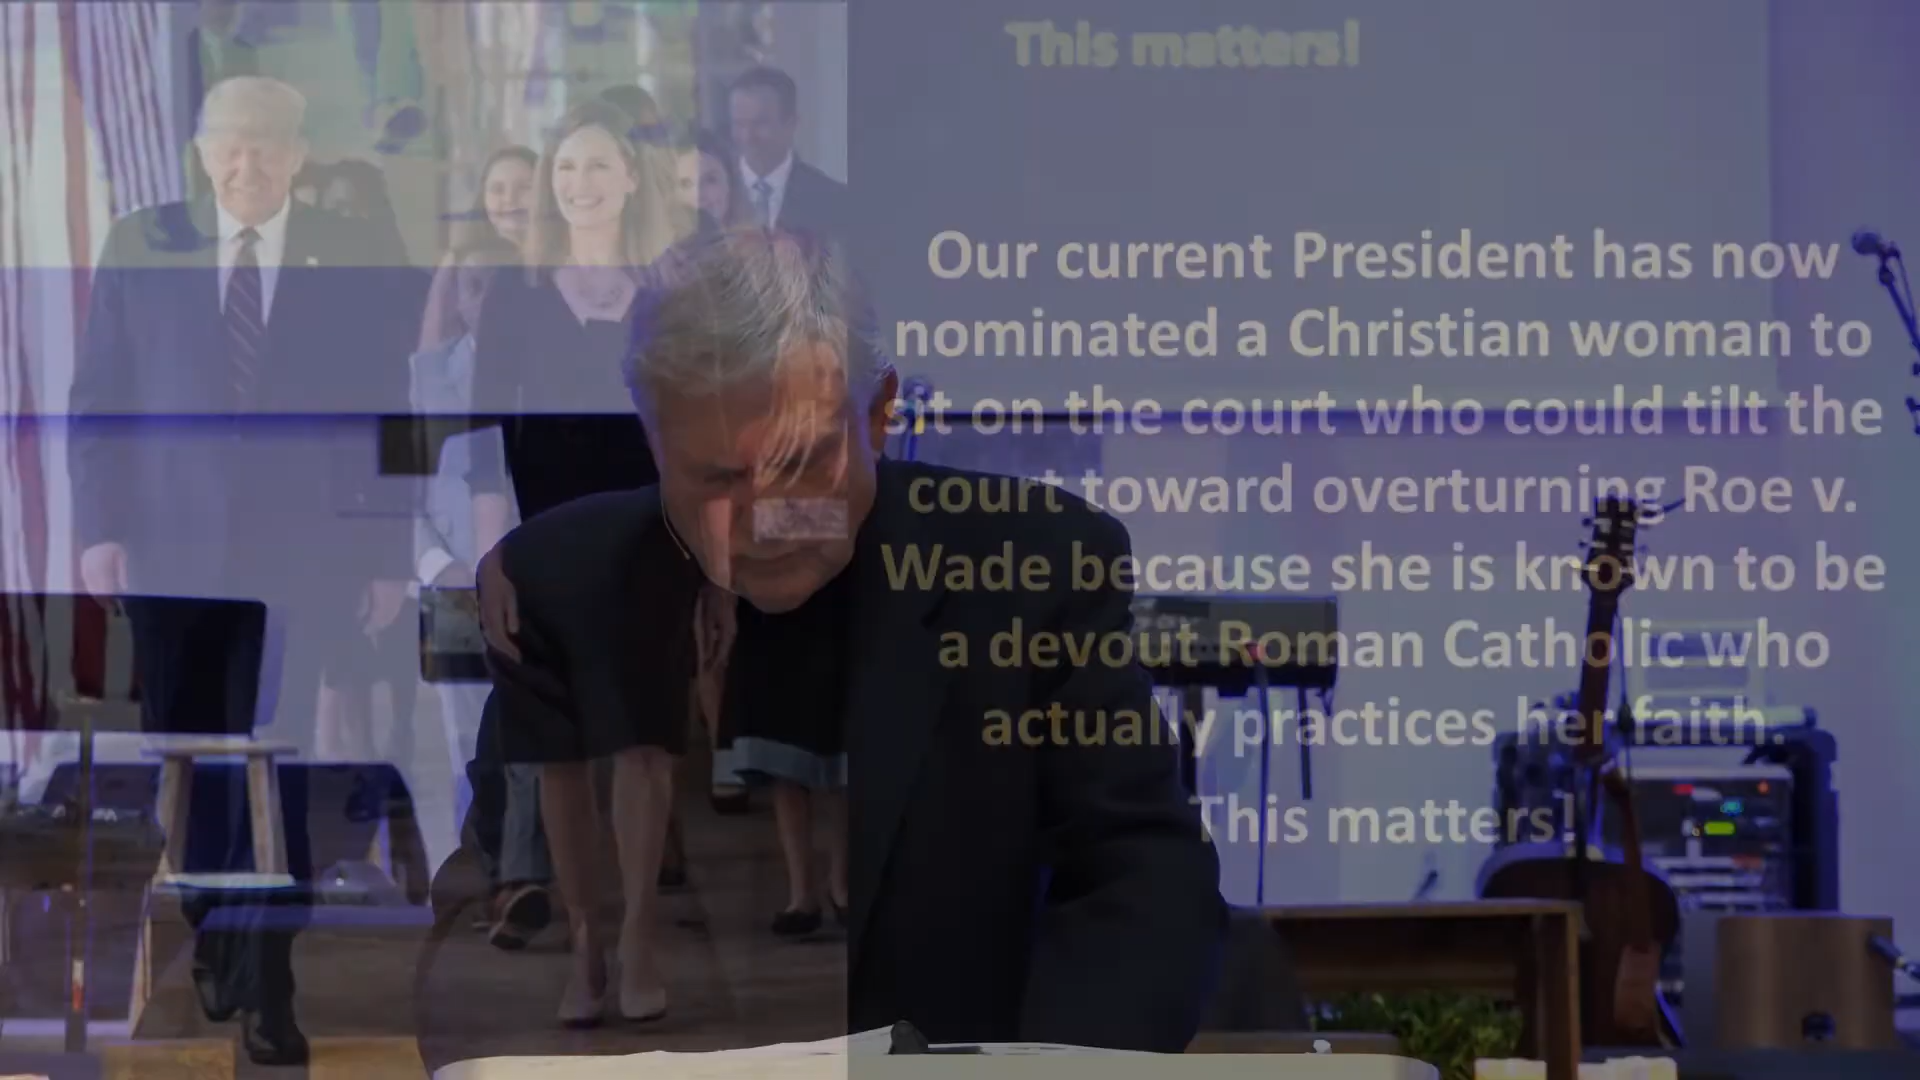 This matters!
Our current President has now
nominated a Christian woman to
sit on the court who could tilt the
court toward overturning Roe v.
Wade because she is known to be
a devout Roman Catholic who
actually practices her faith.
This matters!